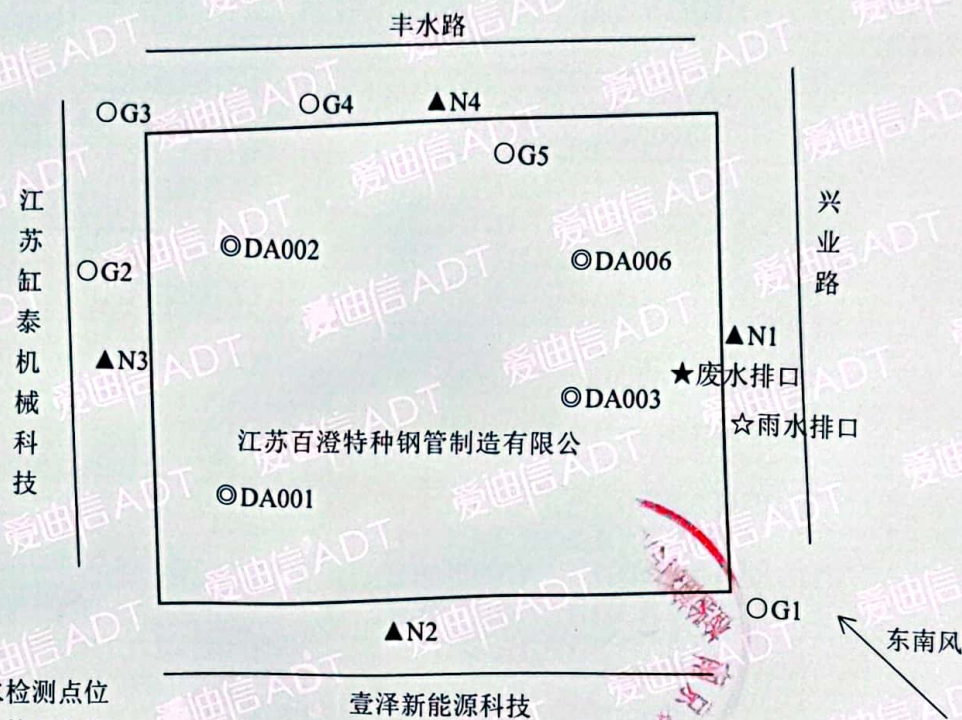 丰水路
○G3
○G4
▲N4
○G5
江苏缸泰机械科技
兴业路
◎DA002
○G2
◎DA006
▲N1
▲N3
★废水排口
◎DA003
☆雨水排口
江苏百澄特种钢管制造有限公
◎DA001
○G1
▲N2
东南风
检测点位
壹泽新能源科技
爱迪信ADT